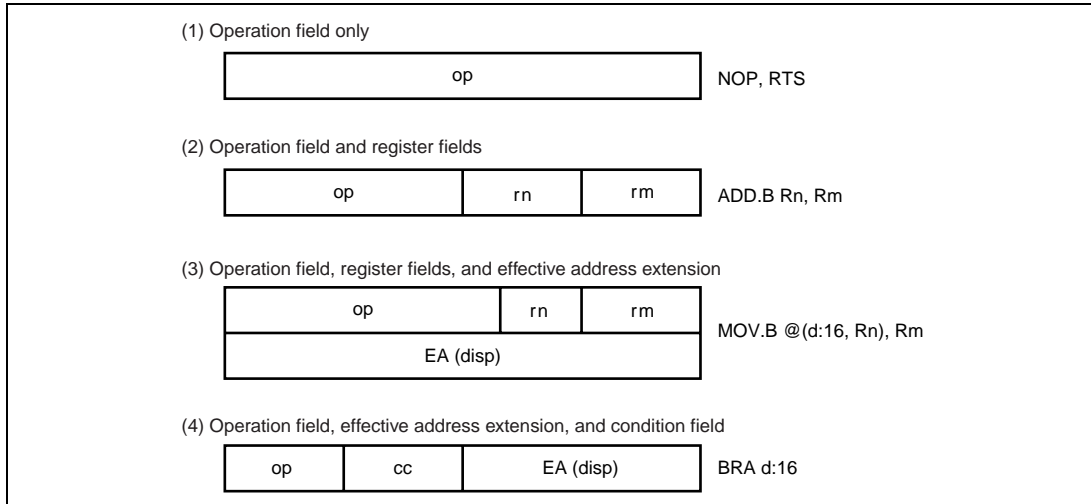 (1) Operation field only
op
NOP, RTS
(2) Operation field and register fields
op rn rm
ADD.B Rn, Rm
(3) Operation field, register fields, and effective address extension
op rn rm
EA (disp)
MOV.B @(d:16, Rn), Rm
(4) Operation field, effective address extension, and condition field
op cc EA (disp)
BRA d:16